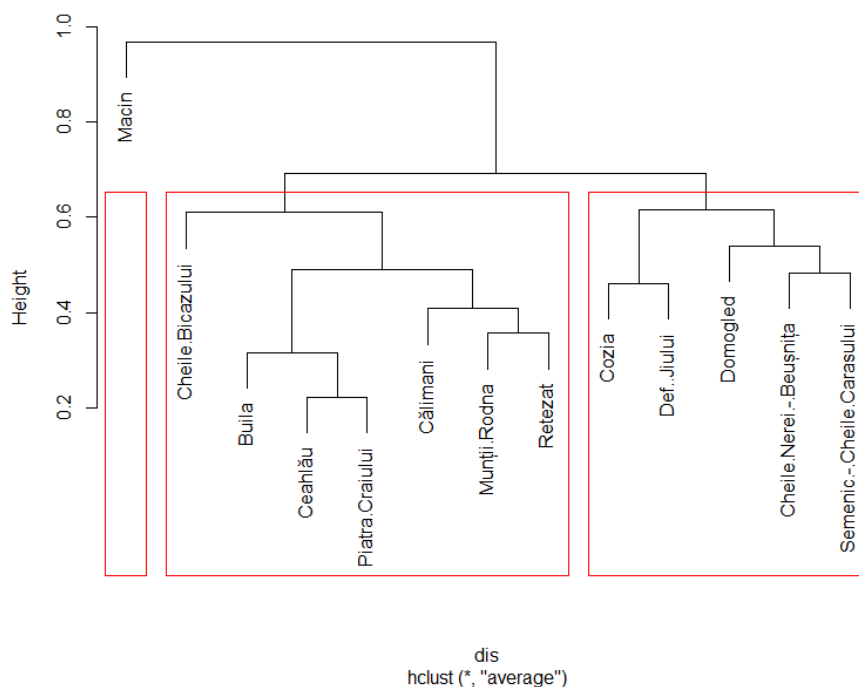 1.0
0.8
0.6
0.4
0.2
Height
Macin
Cheile.Bicazului
Buila
Ceahlău
Piatra.Craiului
Călimani
Munții.Rodna
Retezat
Cozia
Def..Jiului
Domogled
Cheile.Nerei.-.Beușnița
Semenic.-.Cheile.Carasului
dis
hclust (*, "average")